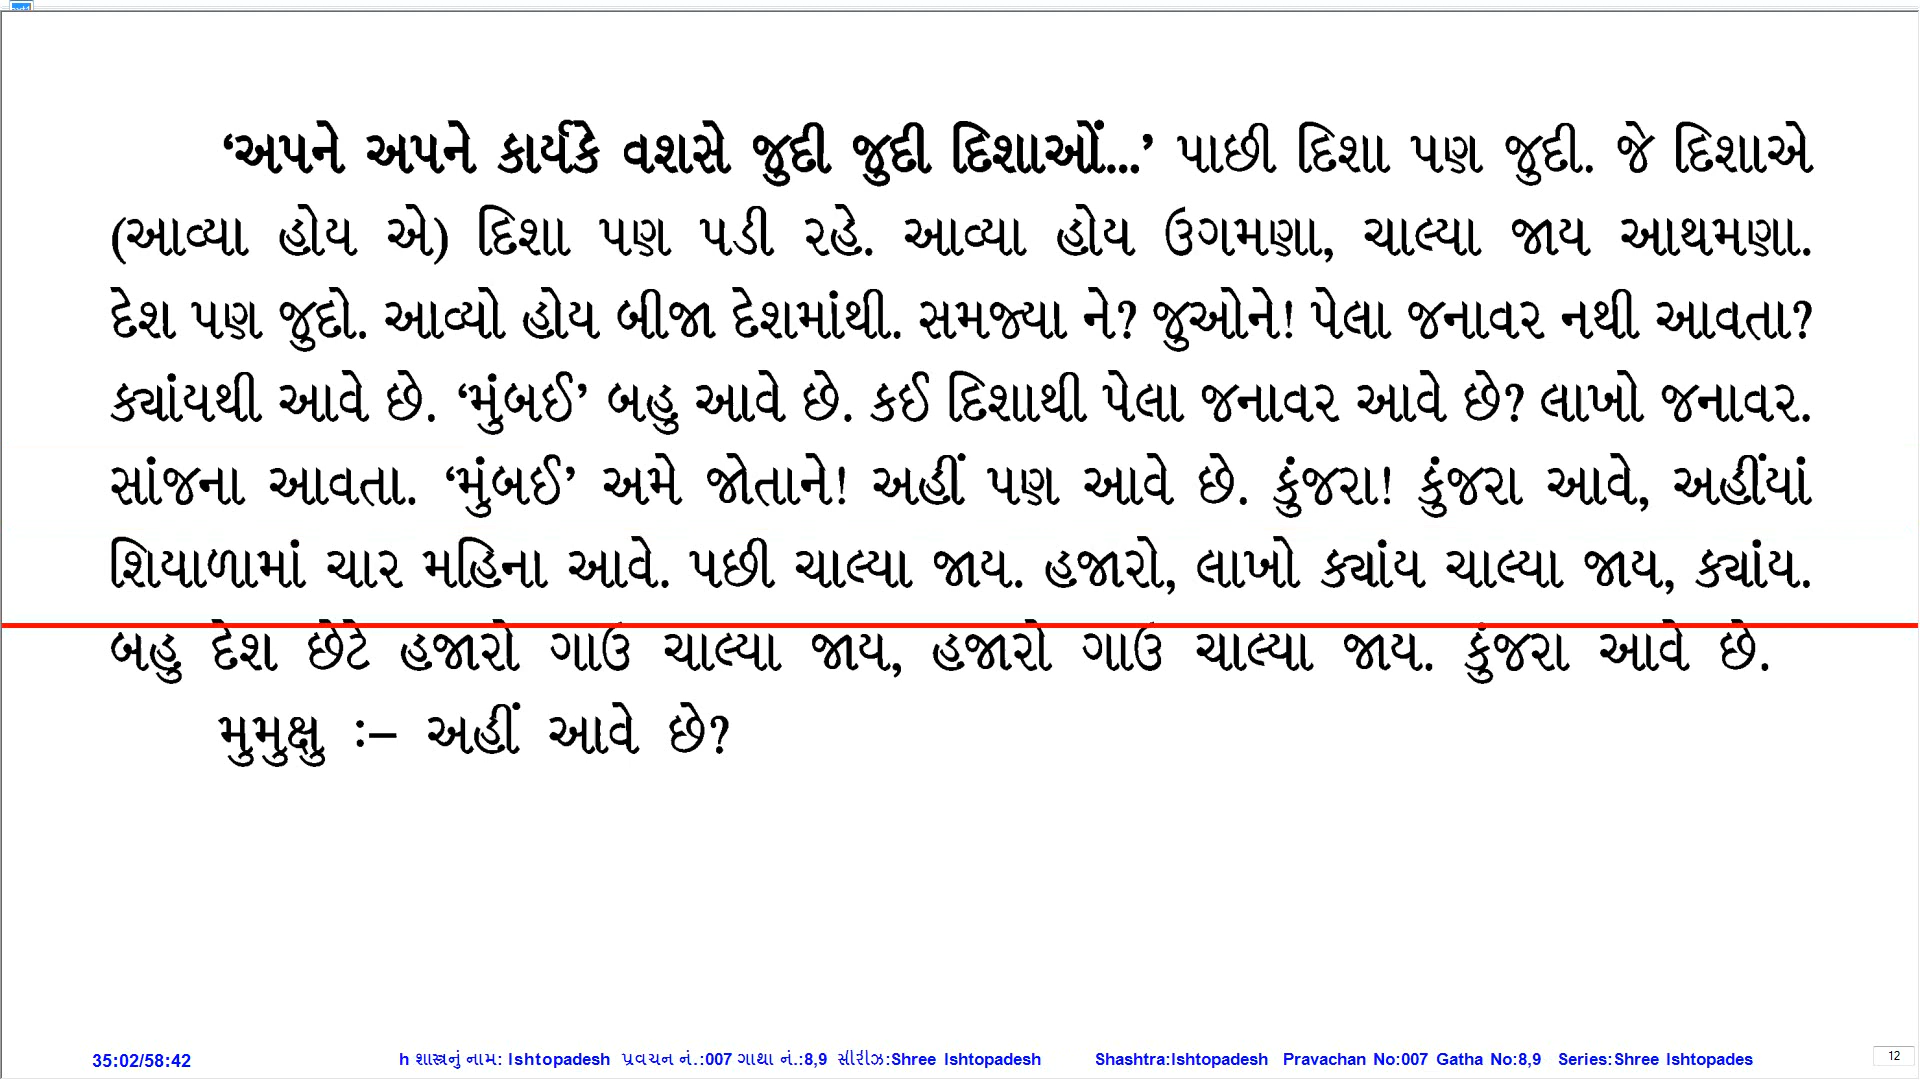 ‘અપને અપને કાર્યકે વશસે જુદી જુદી દિશાઓં...’ પાછી દિશા પણ જુદી. જે દિશાએ
(આવ્યા હોય એ) દિશા પણ પડી રહે. આવ્યા હોય ઉગમણા, ચાલ્યા જાય આથમણા.
દેશ પણ જુદો. આવ્યો હોય બીજા દેશમાંથી. સમજ્યા ને? જુઓને! પેલા જનાવર નથી આવતા?
ક્યાંયથી આવે છે. ‘મુંબઈ’ બહુ આવે છે. કઈ દિશાથી પેલા જનાવર આવે છે? લાખો જનાવર.
સાંજના આવતા. ‘મુંબઈ’ અમે જોતાને! અહીં પણ આવે છે. કુંજરા! કુંજરા આવે, અહીંયાં
શિયાળામાં ચાર મહિના આવે. પછી ચાલ્યા જાય. હજારો, લાખો ક્યાંય ચાલ્યા જાય, ક્યાંય.
બહુ દેશ છેટે હજારો ગાઉ ચાલ્યા જાય, હજારો ગાઉ ચાલ્યા જાય. કુંજરા આવે છે.
મુમુક્ષુ :– અહીં આવે છે?
35:02/58:42 h શાસ્ત્રનું નામ: Ishtopadesh પ્રવચન નં.:007 ગાથા નં.:8,9 સીરીઝ:Shree Ishtopadesh Shashtra:Ishtopadesh Pravachan No:007 Gatha No:8,9 Series:Shree Ishtopades 12